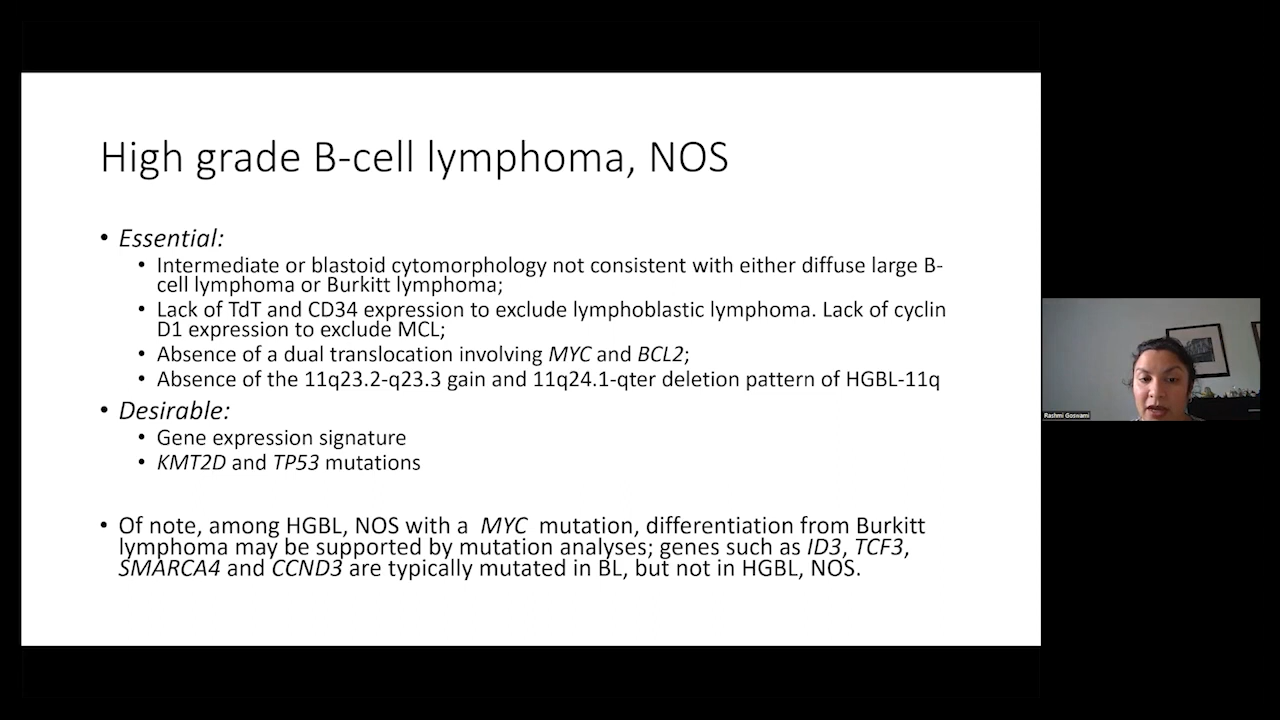 High grade B-cell lymphoma, NOS
• Essential:
• Intermediate or blastoid cytomorphology not consistent with either diffuse large B-
cell lymphoma or Burkitt lymphoma;
• Lack of TdT and CD34 expression to exclude lymphoblastic lymphoma. Lack of cyclin
D1 expression to exclude MCL;
• Absence of a dual translocation involving MYC and BCL2;
• Absence of the 11q23.2-q23.3 gain and 11q24.1-qter deletion pattern of HGBL-11q
• Desirable:
• Gene expression signature
• KMT2D and TP53 mutations
• Of note, among HGBL, NOS with a MYC mutation, differentiation from Burkitt
lymphoma may be supported by mutation analyses; genes such as ID3, TCF3,
SMARCA4 and CCND3 are typically mutated in BL, but not in HGBL, NOS.
Rashmi Goswami